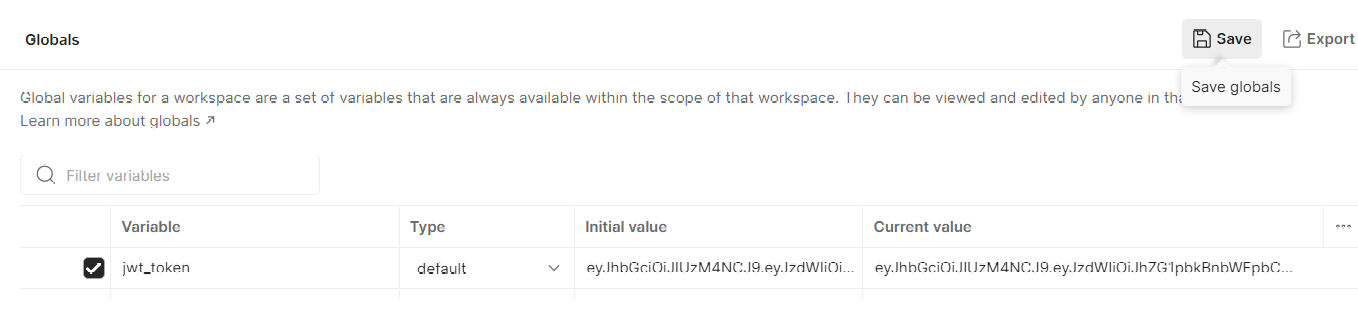 Globals
Save
Export
Global variables for a workspace are a set of variables that are always available within the scope of that workspace. They can be viewed and edited by anyone in tha
Save globals
Learn more about globals ↗
Filter variables
Variable Type Initial value Current value
jwt_token default eyJhbGciOiJIUzM4NCJ9.eyJzdWIiOi... eyJhbGciOiJIUzM4NCJ9.eyJzdWIiOiJhZG1pbkBnbWFpbC...